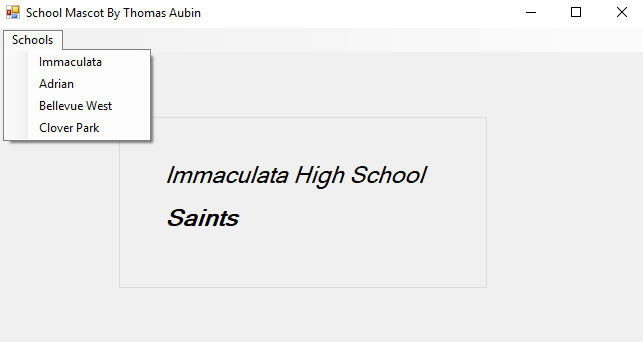 School Mascot By Thomas Aubin
Schools
Immaculata
Adrian
Bellevue West
Clover Park
Immaculata High School
Saints